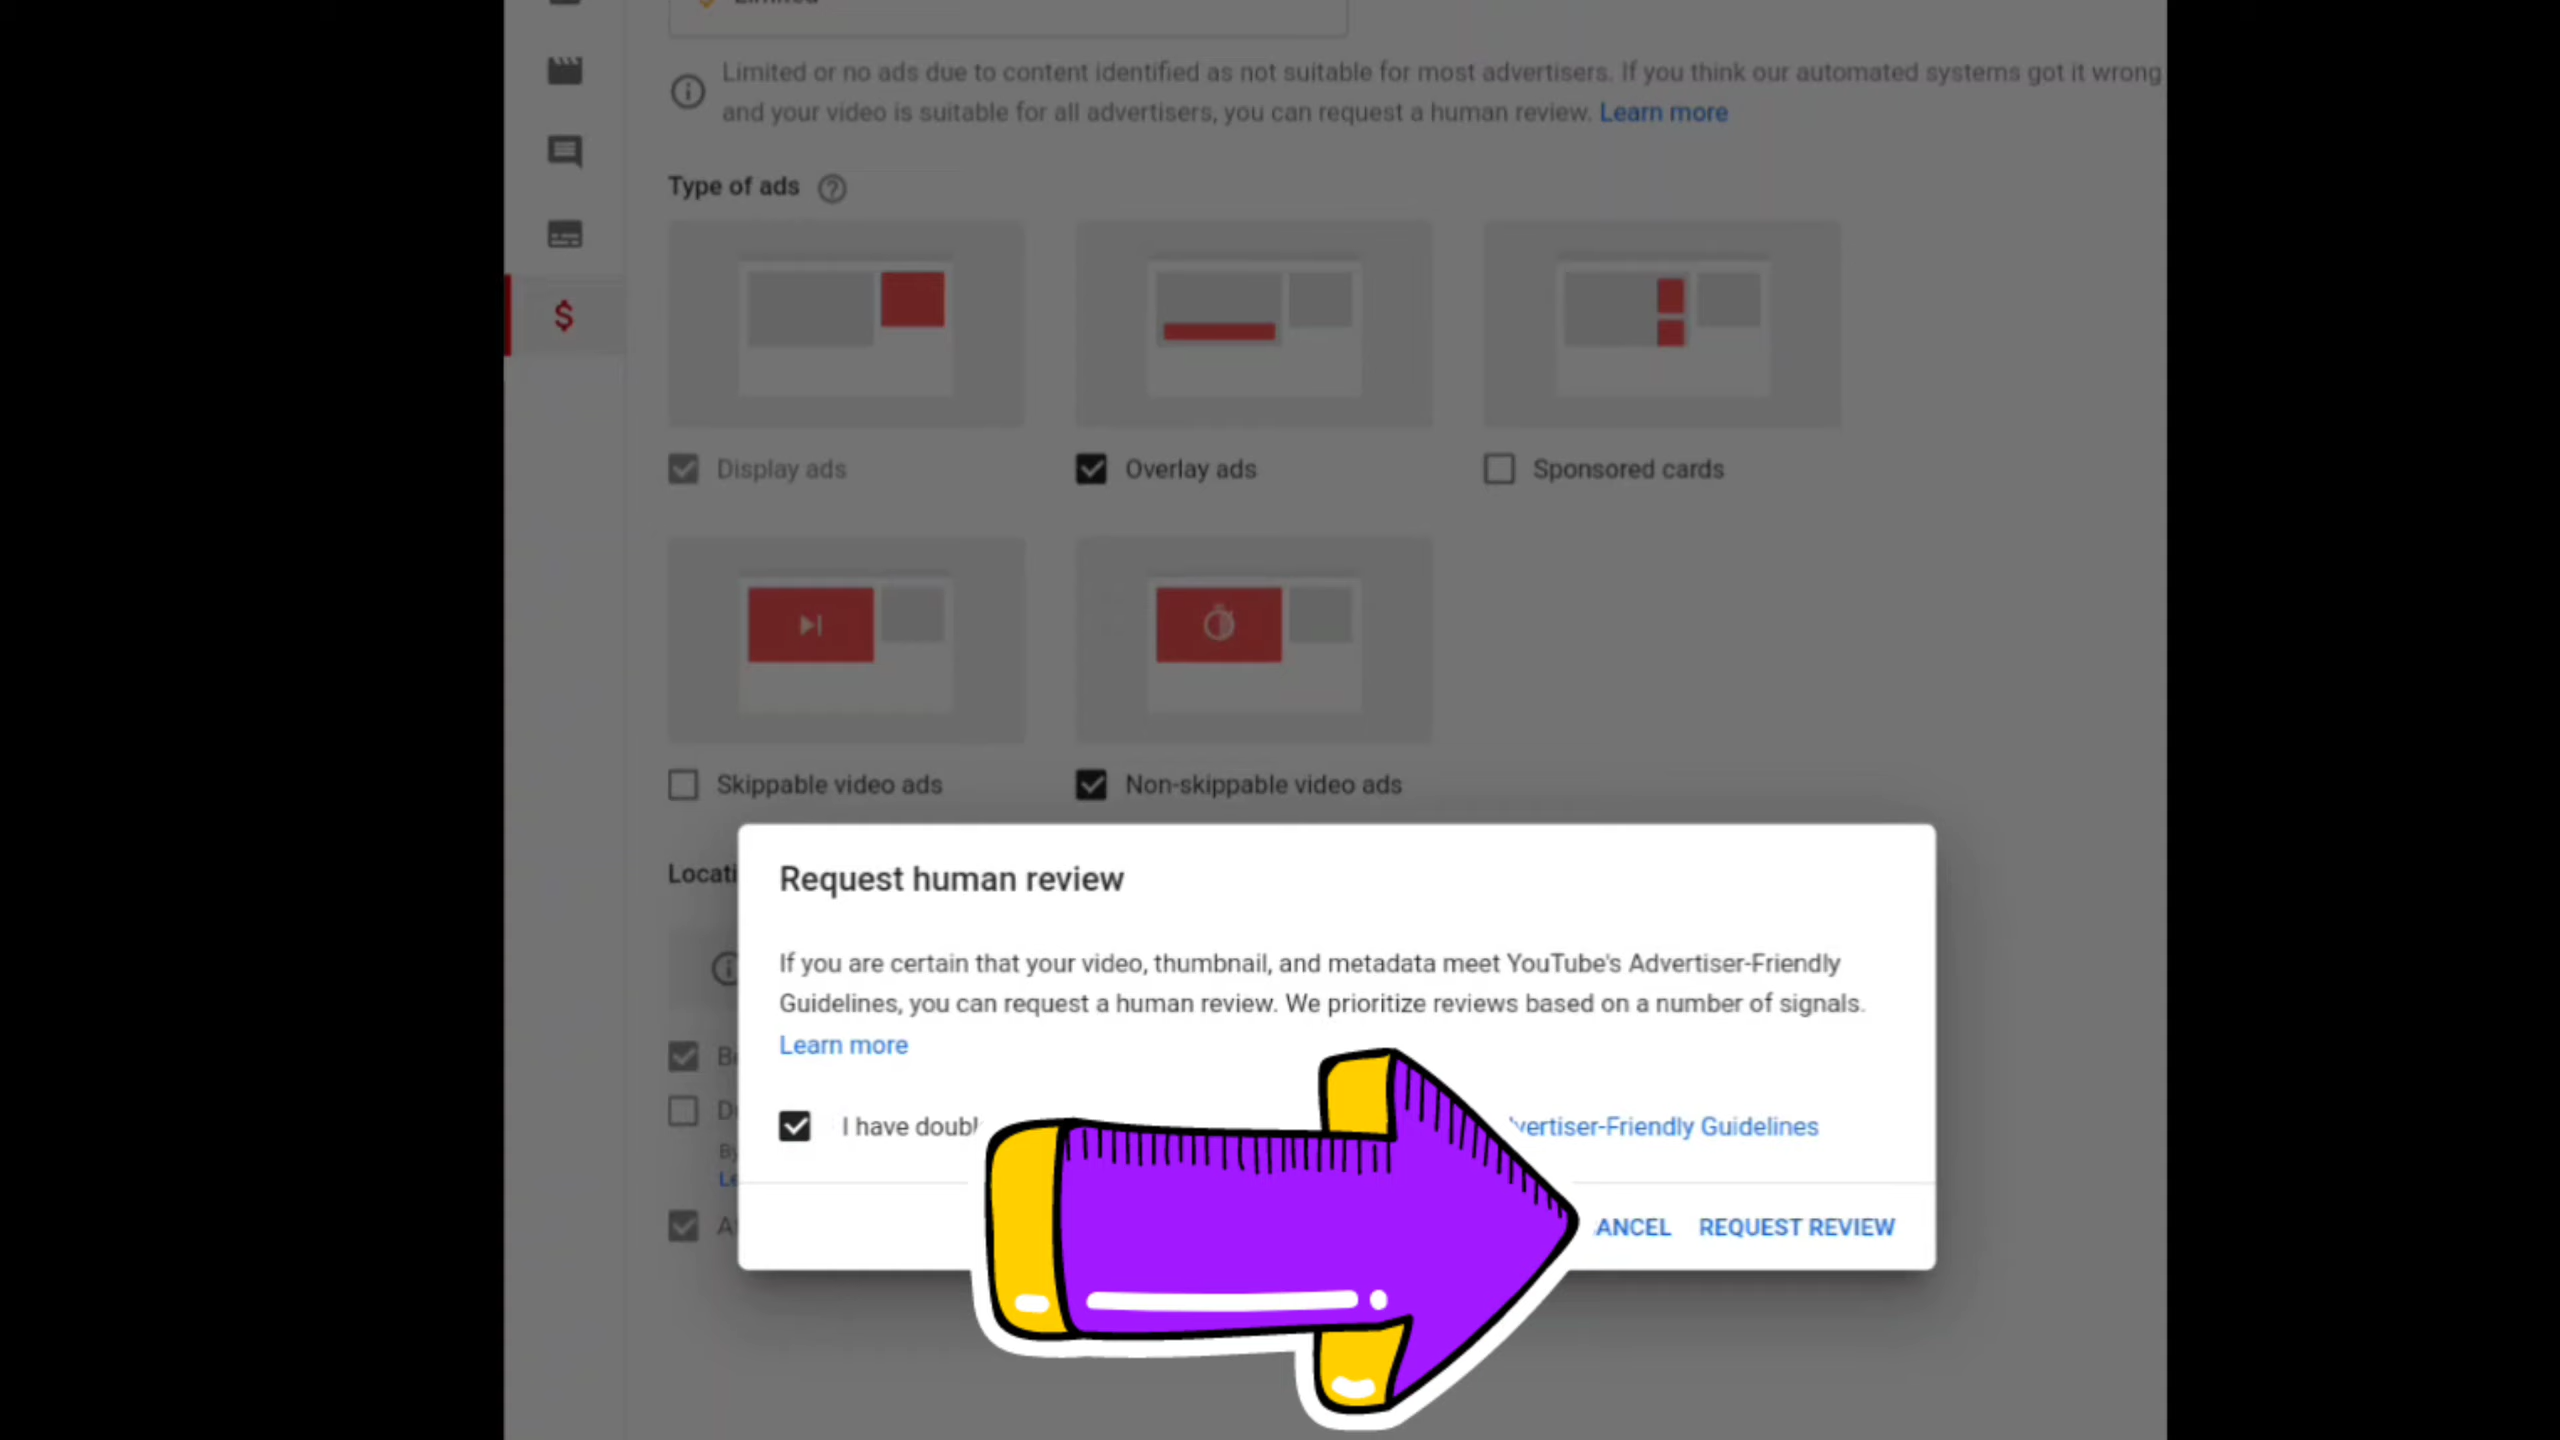 Limited or no ads due to content identified as not suitable for most advertisers. If you think our automated systems got it wrong
and your video is suitable for all advertisers, you can request a human review. Learn more
Type of ads
Display ads
Overlay ads
Sponsored cards
$
Skippable video ads
Non-skippable video ads
Locati
Request human review
If you are certain that your video, thumbnail, and metadata meet YouTube's Advertiser-Friendly
Guidelines, you can request a human review. We prioritize reviews based on a number of signals.
Learn more
I have doubl
vertiser-Friendly Guidelines
By
Le
ANCEL REQUEST REVIEW